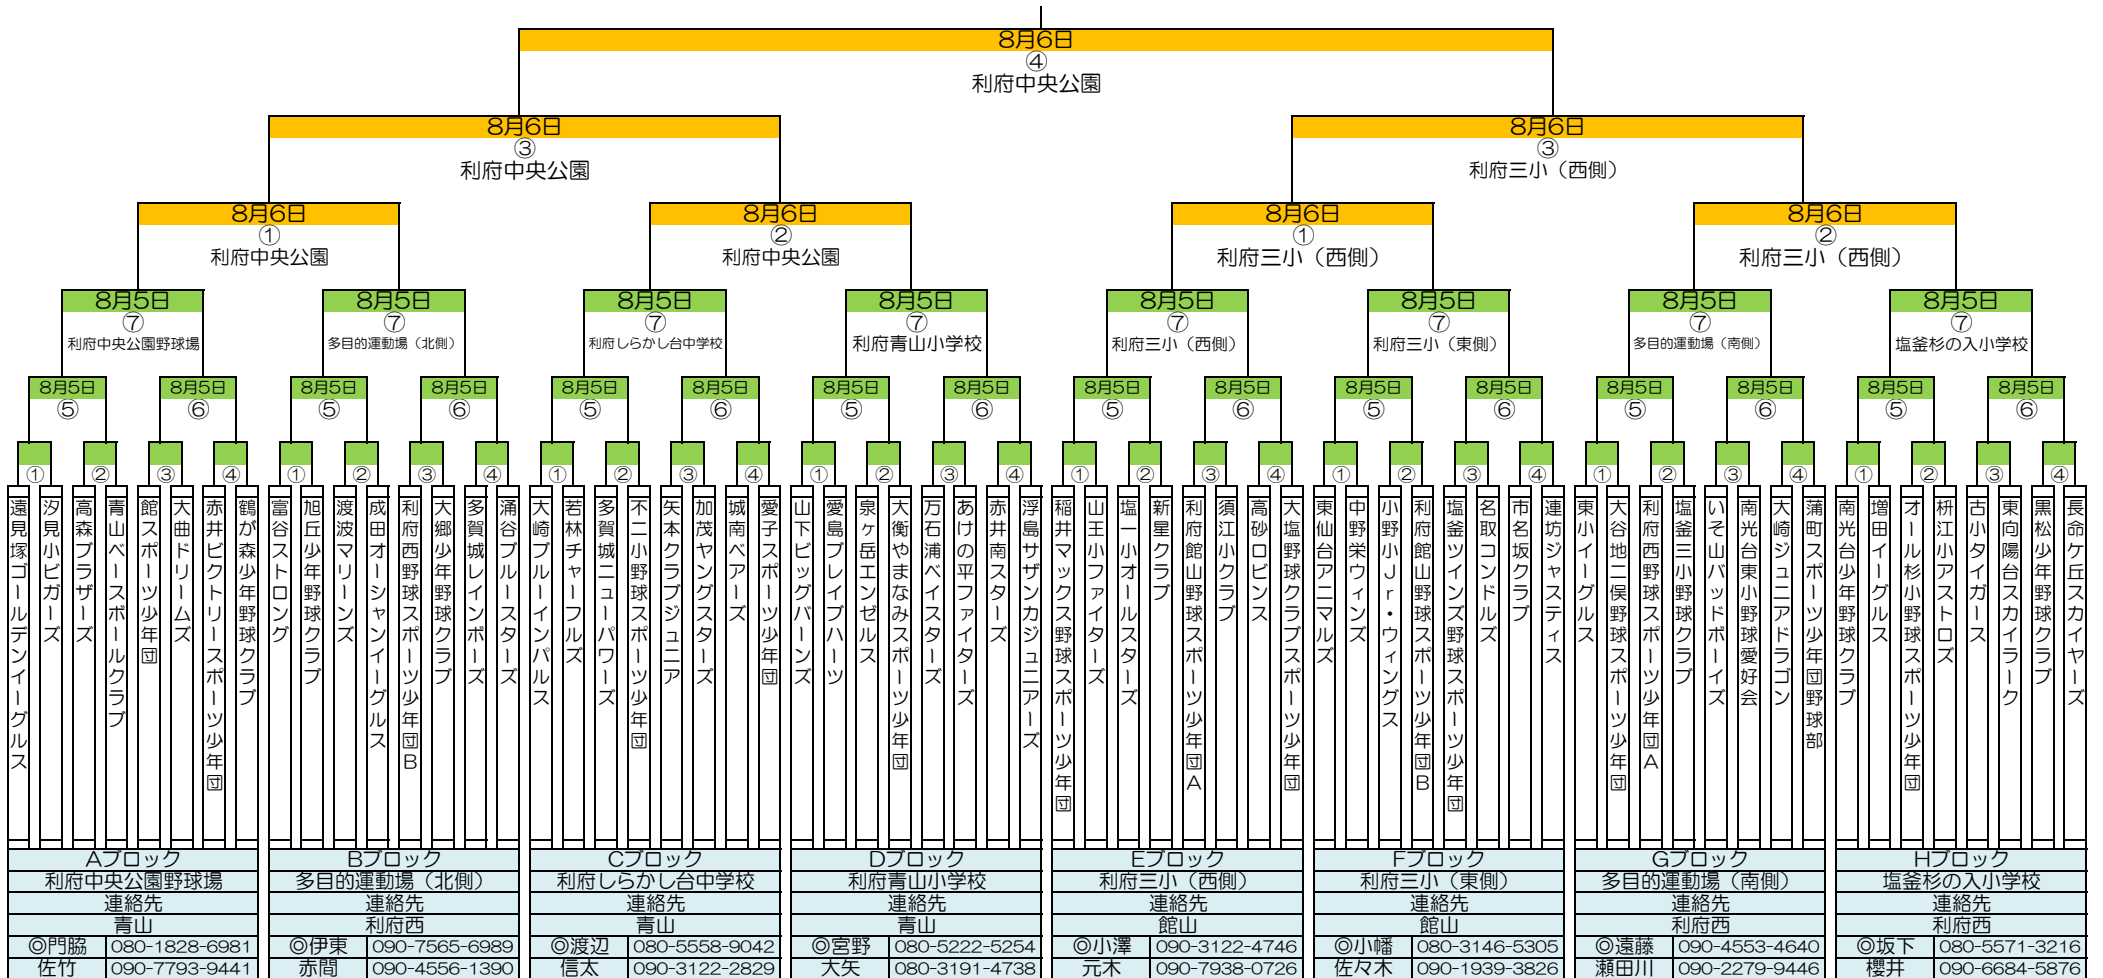 8月6日
④
利府中央公園
8月6日
③
利府中央公園
8月6日
③
利府三小（西側）
8月6日
①
利府中央公園
8月6日
②
利府中央公園
8月6日
①
利府三小（西側）
8月6日
②
利府三小（西側）
8月5日
⑦
利府中央公園野球場
8月5日
⑦
多目的運動場（北側）
8月5日
⑦
利府しらかし台中学校
8月5日
⑦
利府青山小学校
8月5日
⑦
利府三小（西側）
8月5日
⑦
利府三小（東側）
8月5日
⑦
多目的運動場（南側）
8月5日
⑦
塩釜杉の入小学校
8月5日 8月5日 8月5日 8月5日 8月5日 8月5日 8月5日 8月5日 8月5日 8月5日 8月5日 8月5日 8月5日 8月5日 8月5日 8月5日
⑤ ⑥ ⑤ ⑥ ⑤ ⑥ ⑤ ⑥ ⑤ ⑥ ⑤ ⑥ ⑤ ⑥ ⑤ ⑥
① ② ③ ④ ① ② ③ ④ ① ② ③ ④ ① ② ③ ④ ① ② ③ ④ ① ② ③ ④ ① ② ③ ④ ① ② ③ ④
遠見塚ゴールデンイーグルス
汐見小ビガーズ
高森ブラザーズ
青山ベースボールクラブ
館スポーツ少年団
大曲ドリームズ
赤井ビクトリースポーツ少年団
鶴が森少年野球クラブ
富谷ストロング
旭丘少年野球クラブ
渡波マリーンズ
成田オーシャンイーグルス
利府西野球スポーツ少年団B
大郷少年野球クラブ
多賀城レインボーズ
涌谷ブルースターズ
大崎ブルーインパルス
若林チャーフルズ
多賀城ニューパワーズ
不二小野球スポーツ少年団
矢本クラブジュニア
加茂ヤングスターズ
城南ベアーズ
愛子スポーツ少年団
山下ビッグバーンズ
愛島ブレイブハーツ
泉ヶ岳エンゼルス
大衡やまなみスポーツ少年団
万石浦ベイスターズ
あけの平ファイターズ
赤井南スターズ
浮島サザンカジュニアーズ
稲井マックス野球スポーツ少年団
山王小ファイターズ
塩一小オールスターズ
新星クラブ
利府館山野球スポーツ少年団A
須江小クラブ
高砂ロビンス
大塩野球クラブスポーツ少年団
東仙台アニマルズ
中野栄ウィンズ
小野小Jr・ウィングス
利府館山野球スポーツ少年団B
塩釜ツインズ野球スポーツ少年団
名取コンドルズ
市名坂クラブ
連坊ジャスティス
東小イーグルス
大谷地二俣野球スポーツ少年団
利府西野球スポーツ少年団A
塩釜三小野球クラブ
いそ山バッドボーイズ
南光台東小野球愛好会
大崎ジュニアドラゴン
蒲町スポーツ少年団野球部
南光台少年野球クラブ
増田イーグルス
オール杉小野球スポーツ少年団
枡江小アストロズ
古小タイガース
東向陽台スカイラーク
黒松少年野球クラブ
長命ケ丘スカイヤーズ
Aブロック Bブロック Cブロック Dブロック Eブロック Fブロック Gブロック Hブロック
利府中央公園野球場 多目的運動場（北側） 利府しらかし台中学校 利府青山小学校 利府三小（西側） 利府三小（東側） 多目的運動場（南側） 塩釜杉の入小学校
連絡先 連絡先 連絡先 連絡先 連絡先 連絡先 連絡先 連絡先
青山 利府西 青山 青山 館山 館山 利府西 利府西
◎門脇 080-1828-6981 ◎伊東 090-7565-6989 ◎渡辺 080-5558-9042 ◎宮野 080-5222-5254 ◎小澤 090-3122-4746 ◎小幡 080-3146-5305 ◎遠藤 090-4553-4640 ◎坂下 080-5571-3216
佐竹 090-7793-9441 赤間 090-4556-1390 信太 090-3122-2829 大矢 080-3191-4738 元木 090-7938-0726 佐々木 090-1939-3826 瀬田川 090-2279-9446 櫻井 090-6684-5876